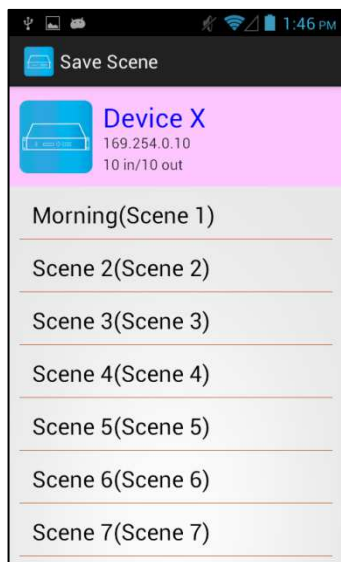 1:46 PM
Save Scene
Device X
169.254.0.10
10 in/10 out
Morning(Scene 1)
Scene 2(Scene 2)
Scene 3(Scene 3)
Scene 4(Scene 4)
Scene 5(Scene 5)
Scene 6(Scene 6)
Scene 7(Scene 7)